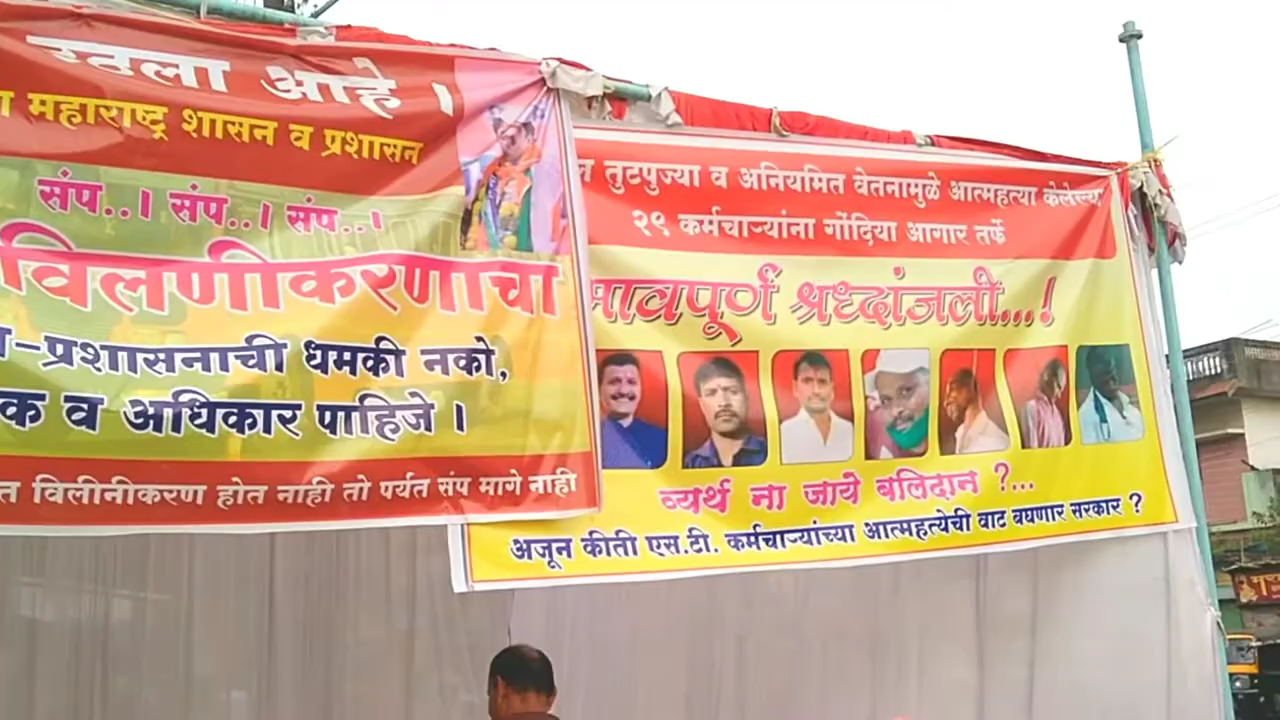 रठला आहे ।
महाराष्ट्र शासन व प्रशासन
संप..। संप..। संप..।
विलणीकरणाचा
-प्रशासनाची धमकी नको,
क व अधिकार पाहिजे ।
त विलीनीकरण होत नाही तो पर्यत संप मागे नाही
तुटपुज्या व अनियमित वेतनामुळे आत्महत्या केलेल्या
२९ कर्मचाऱ्यांना गोंदिया आगार तर्फे
भावपूर्ण श्रध्दांजली...!
व्यर्थ ना जाये बलिदान ?...
अजून कीती एस.टी. कर्मचाऱ्यांच्या आत्महत्येची वाट बघणार सरकार ?